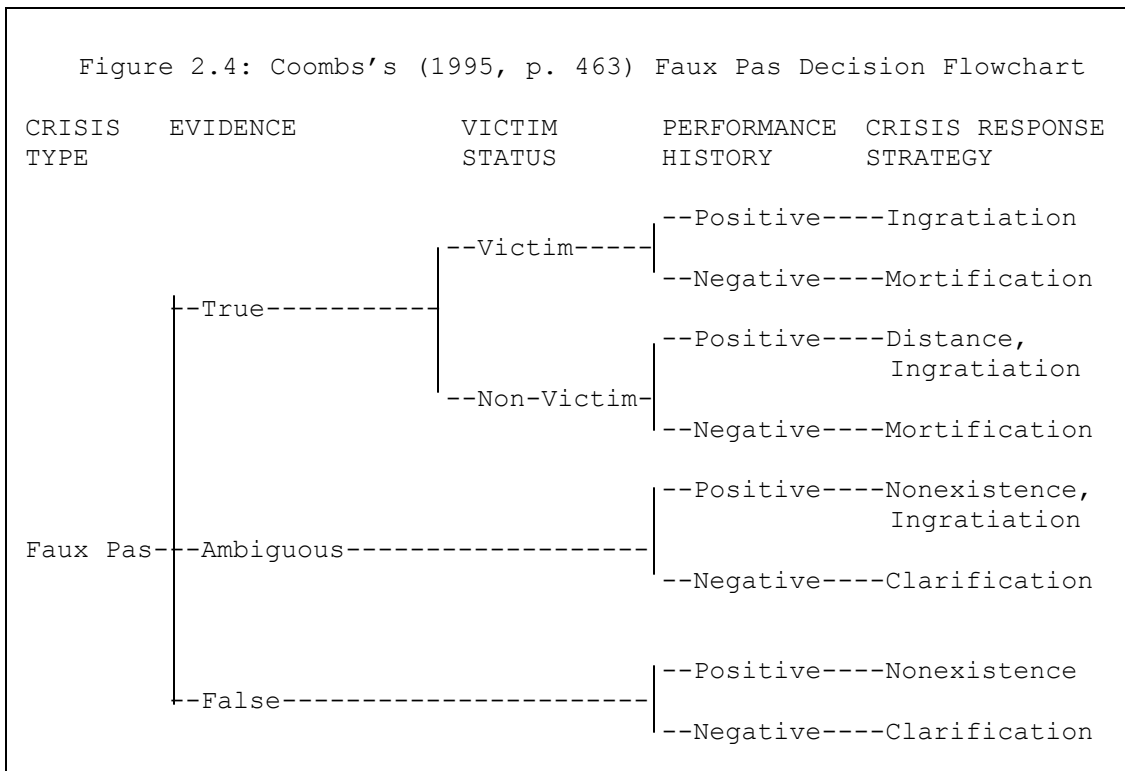 Figure 2.4: Coombs's (1995, p. 463) Faux Pas Decision Flowchart
CRISIS EVIDENCE VICTIM PERFORMANCE CRISIS RESPONSE
TYPE STATUS HISTORY STRATEGY
--Positive----Ingratiation
--Victim-----
--Negative----Mortification
--True-----------
--Positive----Distance,
Ingratiation
--Non-Victim-
--Negative----Mortification
--Positive----Nonexistence,
Ingratiation
Faux Pas---Ambiguous--------------------
--Negative----Clarification
--Positive----Nonexistence
--False------------------------
--Negative----Clarification